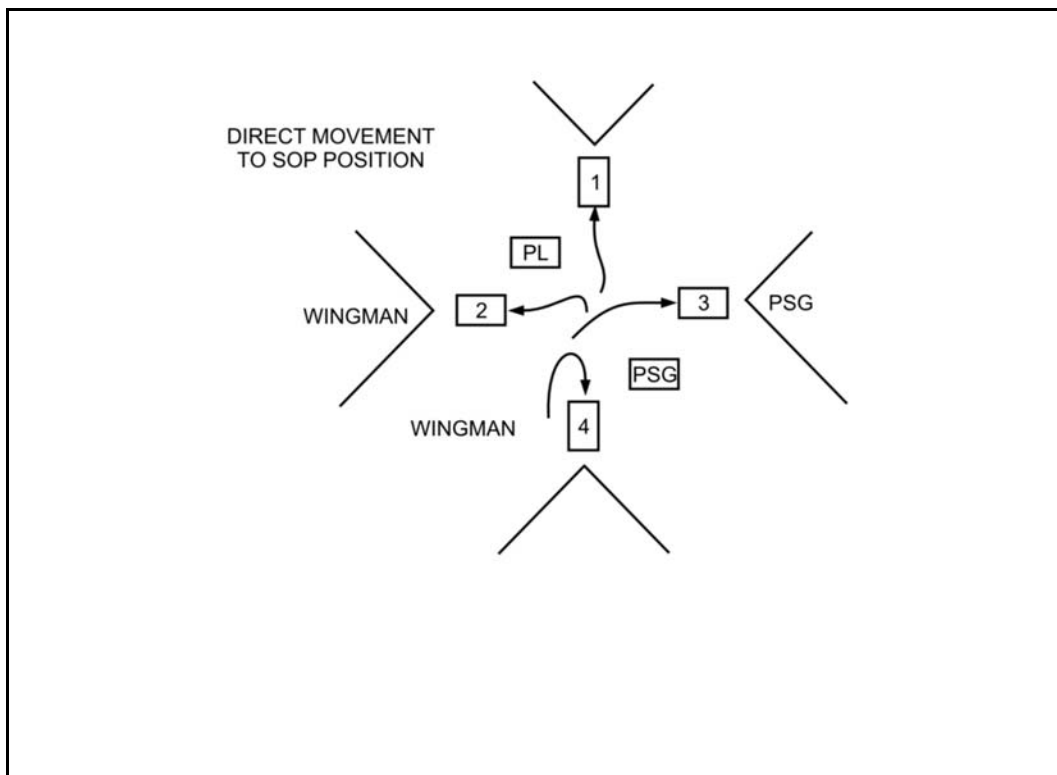 DIRECT MOVEMENT
TO SOP POSITION
1
PL
WINGMAN
2
3
PSG
PSG
WINGMAN
4